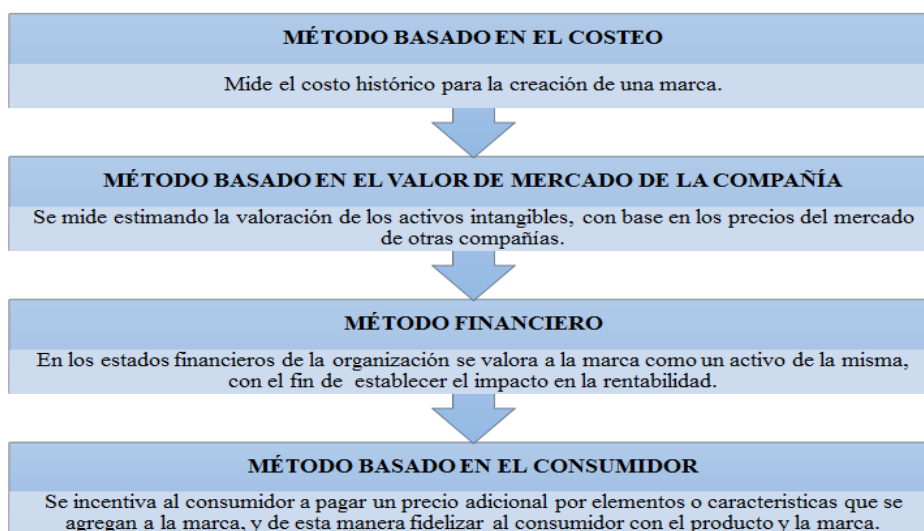 MÉTODO BASADO EN EL COSTEO
Mide el costo histórico para la creación de una marca.
MÉTODO BASADO EN EL VALOR DE MERCADO DE LA COMPAÑÍA
Se mide estimando la valoración de los activos intangibles, con base en los precios del mercado
de otras compañías.
MÉTODO FINANCIERO
En los estados financieros de la organización se valora a la marca como un activo de la misma,
con el fin de establecer el impacto en la rentabilidad.
MÉTODO BASADO EN EL CONSUMIDOR
Se incentiva al consumidor a pagar un precio adicional por elementos o caracteristicas que se
agregan a la marca, y de esta manera fidelizar al consumidor con el producto y la marca.